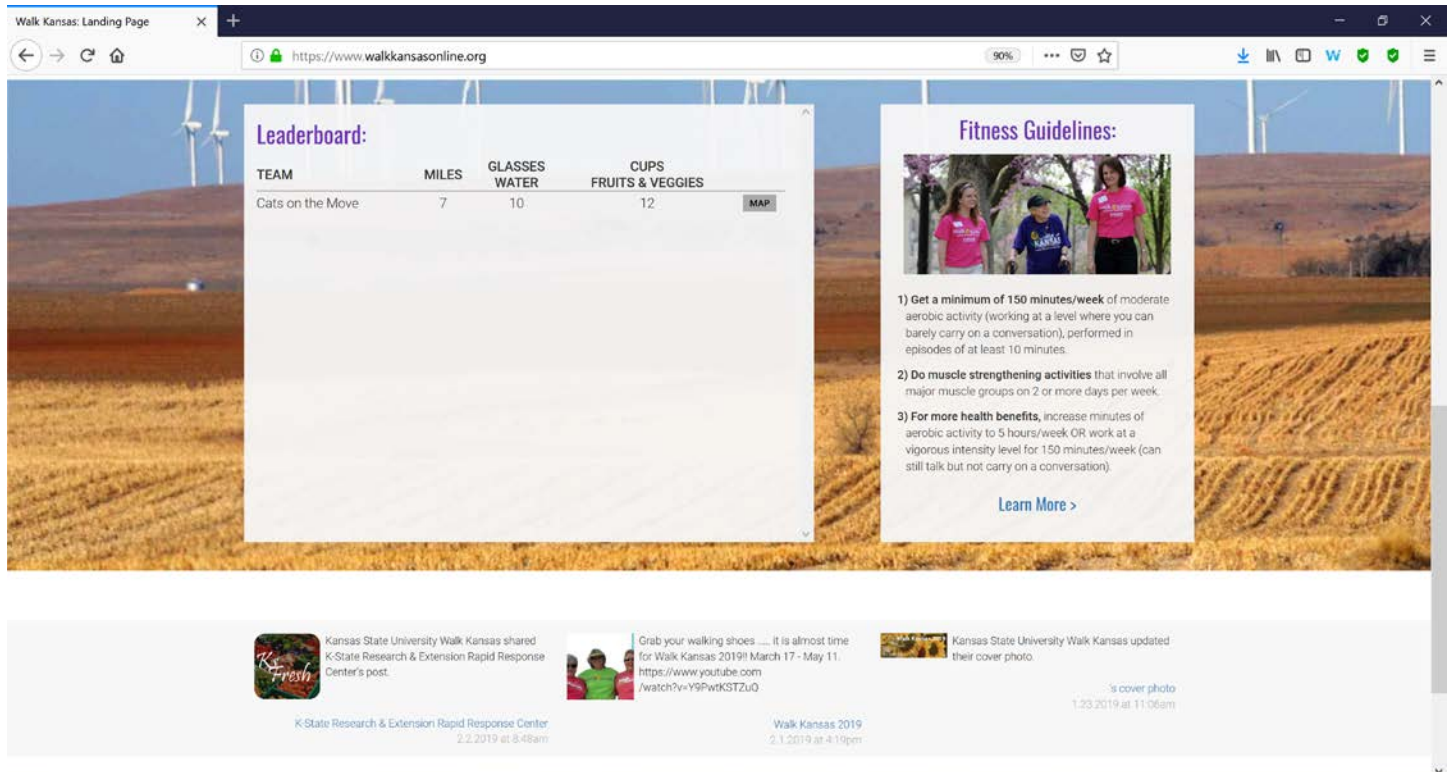 Walk Kansas: Landing Page
https://www.walkkansasonline.org
90%
Leaderboard:
TEAM MILES GLASSES WATER CUPS FRUITS & VEGGIES
Cats on the Move 7 10 12 MAP
Fitness Guidelines:
KANSAS
1) Get a minimum of 150 minutes/week of moderate
aerobic activity (working at a level where you can
barely carry on a conversation), performed in
episodes of at least 10 minutes.
2) Do muscle strengthening activities that involve all
major muscle groups on 2 or more days per week.
3) For more health benefits, increase minutes of
aerobic activity to 5 hours/week OR work at a
vigorous intensity level for 150 minutes/week (can
still talk but not carry on a conversation).
Learn More >
K-Fresh
Kansas State University Walk Kansas shared
K-State Research & Extension Rapid Response
Center's post.
K-State Research & Extension Rapid Response Center
2.2.2019 at 8:48am
Grab your walking shoes ..... it is almost time
for Walk Kansas 2019!! March 17 - May 11.
https://www.youtube.com
/watch?v=Y9PwtKSTZuQ
Walk Kansas 2019
2.1.2019 at 4:19pm
Walk Kansas 2019
Kansas State University Walk Kansas updated
their cover photo.
's cover photo
1.23.2019 at 11:06am